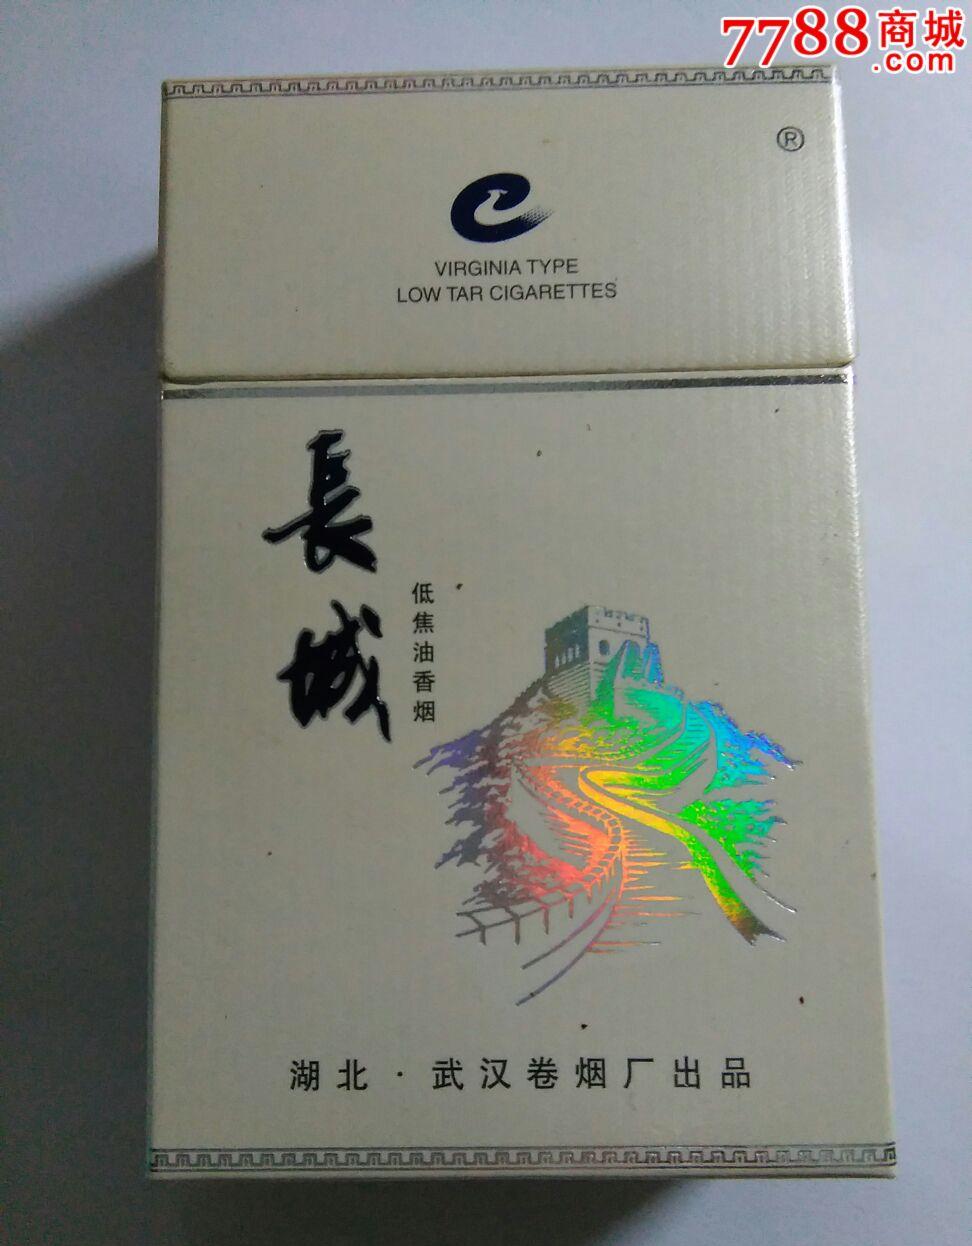 7788商城
.com
®
VIRGINIA TYPE
LOW TAR CIGARETTES
長城
低焦油香烟
湖北·武汉卷烟厂出品